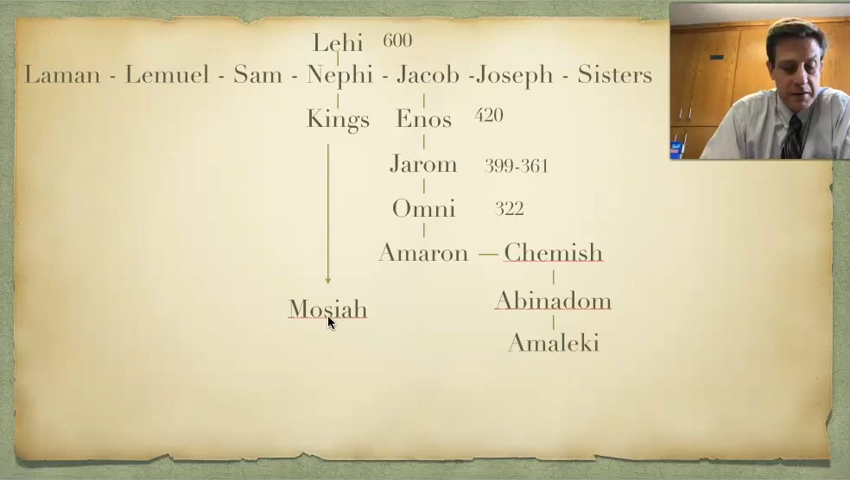 Lehi 600
Laman - Lemuel - Sam - Nephi - Jacob -Joseph - Sisters
Kings Enos 420
Jarom 399-361
Omni 322
Amaron — Chemish
Mosiah Abinadom
Amaleki